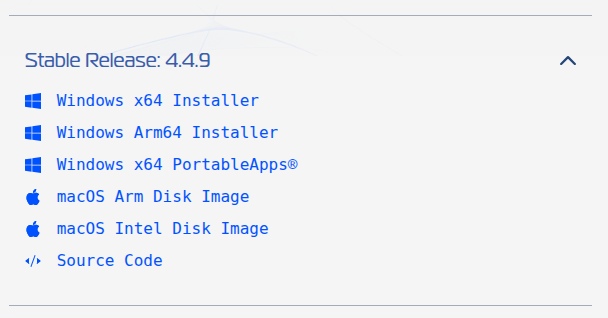 Stable Release: 4.4.9
Windows x64 Installer
Windows Arm64 Installer
Windows x64 PortableApps®
macOS Arm Disk Image
macOS Intel Disk Image
Source Code